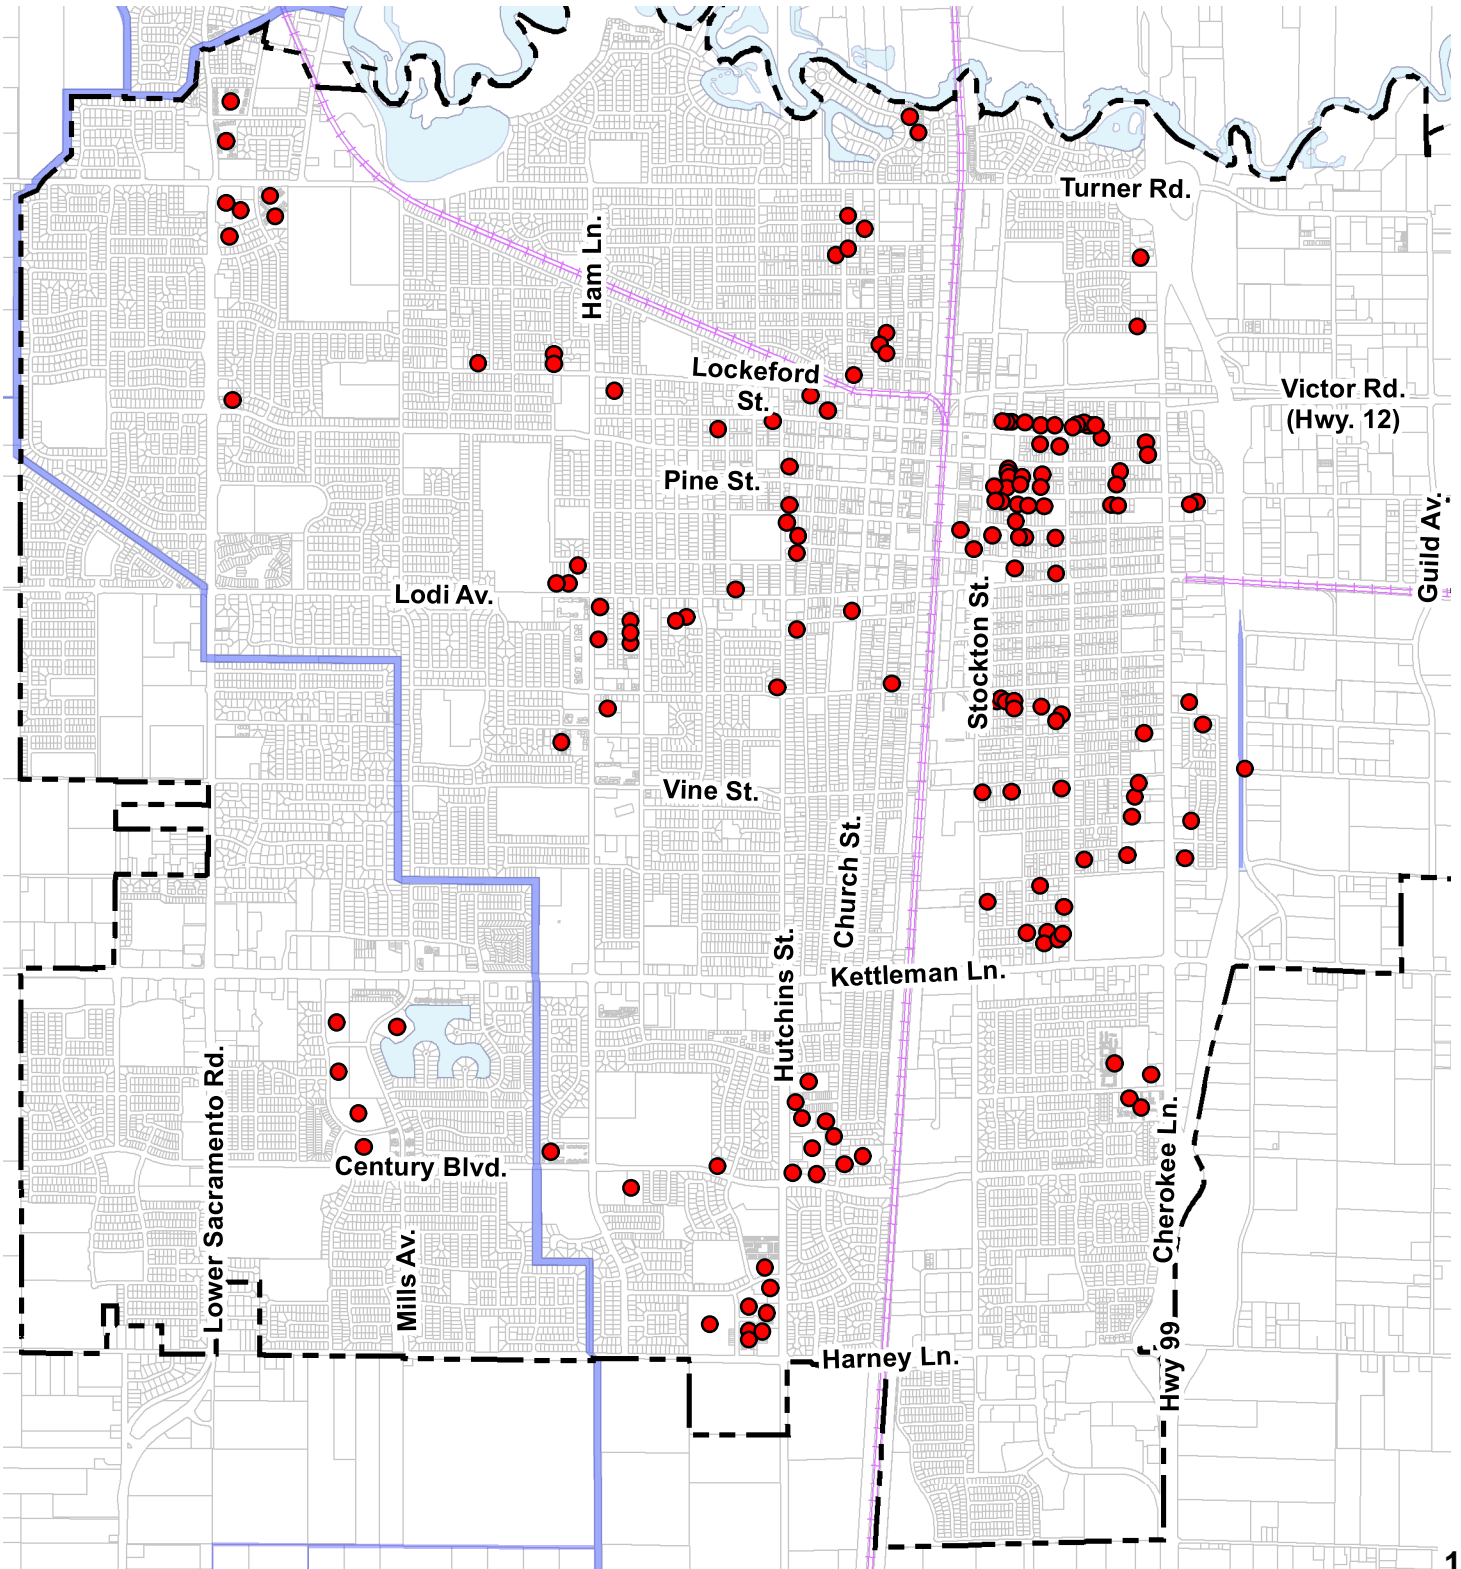 Turner Rd.
Ham Ln.
Lockeford
St.
Victor Rd.
(Hwy. 12)
Pine St.
Guild Av.
Lodi Av.
Stockton St.
Vine St.
Church St.
Hutchins St.
Kettleman Ln.
Lower Sacramento Rd.
Century Blvd.
Cherokee Ln.
Mills Av.
Hwy 99
Harney Ln.
1